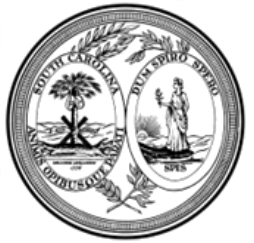 SOUTH CAROLINA
ANIMIS OPIBUSQUE PARATI
DUM SPIRO SPERO
SPES